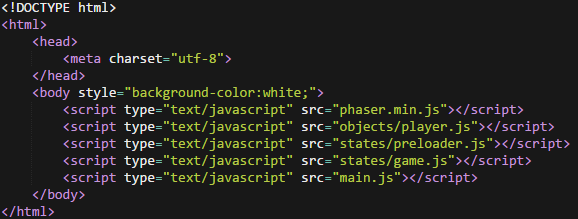 <!DOCTYPE html>
<html>
    <head>
        <meta charset="utf-8">
    </head>
    <body style="background-color:white;">
        <script type="text/javascript" src="phaser.min.js"></script>
        <script type="text/javascript" src="objects/player.js"></script>
        <script type="text/javascript" src="states/preloader.js"></script>
        <script type="text/javascript" src="states/game.js"></script>
        <script type="text/javascript" src="main.js"></script>
    </body>
</html>